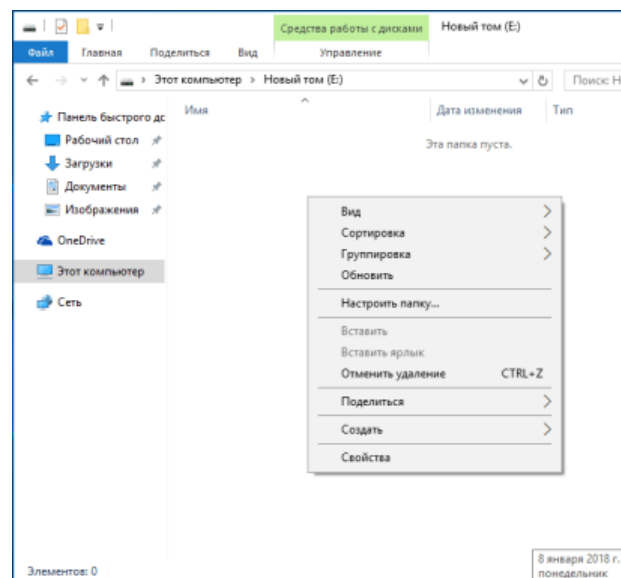 Средства работы с дисками
Новый том (E:)
Файл
Главная
Поделиться
Вид
Управление
Этот компьютер › Новый том (E:)
Поиск: Н
Панель быстрого дс
Имя
Дата изменения
Тип
Рабочий стол
Эта папка пуста.
Загрузки
Документы
Изображения
OneDrive
Этот компьютер
Сеть
Вид
Сортировка
Группировка
Обновить
Настроить папку...
Вставить
Вставить ярлык
Отменить удаление CTRL+Z
Поделиться
Создать
Свойства
Элементов: 0
8 января 2018 г.
понедельник